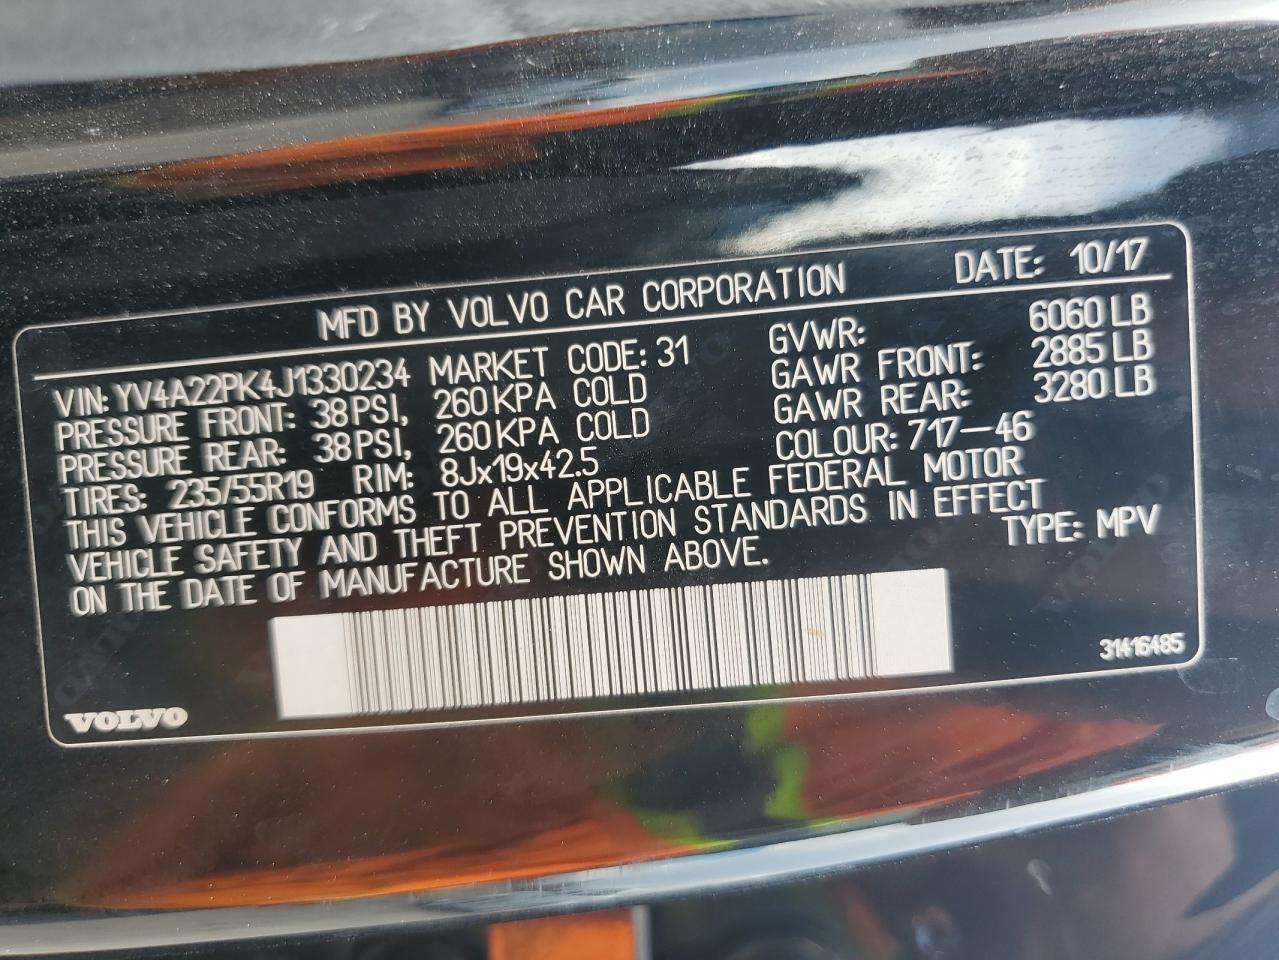 MFD BY VOLVO CAR CORPORATION DATE: 10/17
VIN: YV4A22PK4J1330234 MARKET CODE: 31 GVWR: 6060 LB
PRESSURE FRONT: 38 PSI, 260 KPA COLD GAWR FRONT: 2885 LB
PRESSURE REAR: 38 PSI, 260 KPA COLD GAWR REAR: 3280 LB
TIRES: 235/55R19 RIM: 8Jx19x42.5 COLOUR: 717-46
THIS VEHICLE CONFORMS TO ALL APPLICABLE FEDERAL MOTOR
VEHICLE SAFETY AND THEFT PREVENTION STANDARDS IN EFFECT
ON THE DATE OF MANUFACTURE SHOWN ABOVE. TYPE: MPV
31416485
VOLVO